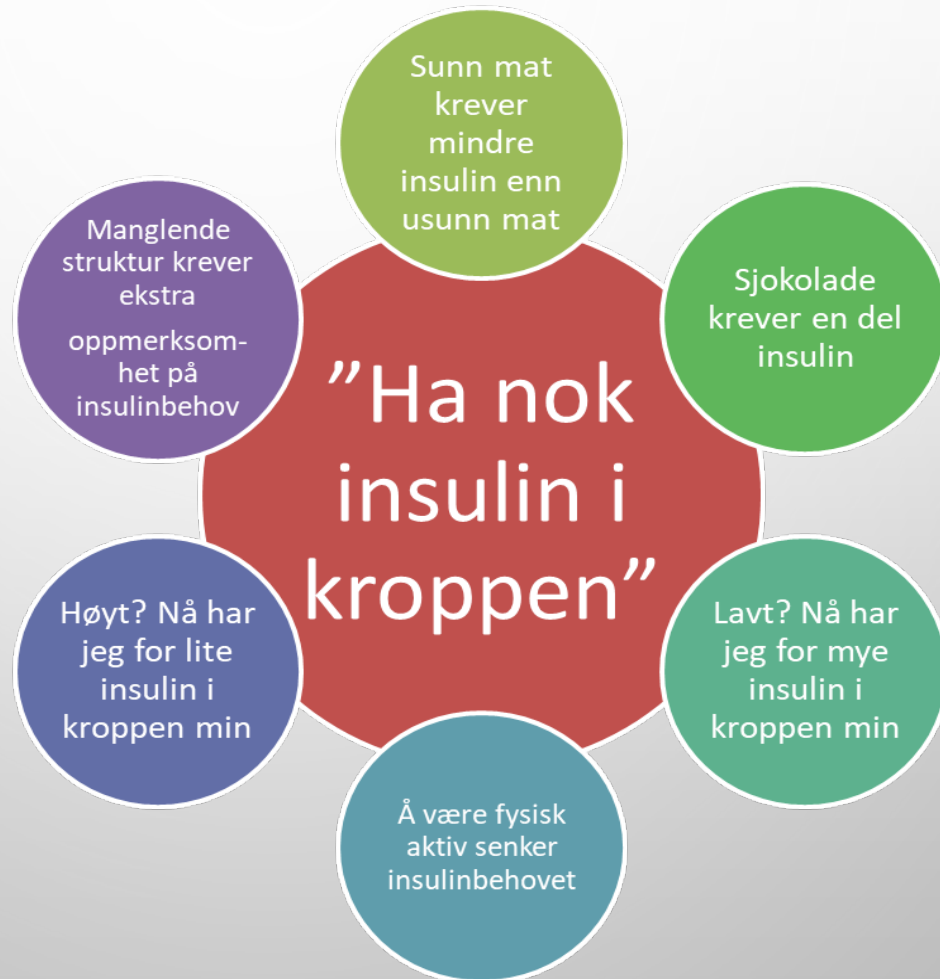 Sunn mat
krever
mindre
insulin enn
usunn mat
Sjokolade
krever en del
insulin
Lavt? Nå har
jeg for mye
insulin i
kroppen min
Å være fysisk
aktiv senker
insulinbehovet
Høyt? Nå har
jeg for lite
insulin i
kroppen min
Manglende
struktur krever
ekstra
oppmerksom-
het på
insulinbehov
”Ha nok
insulin i
kroppen”